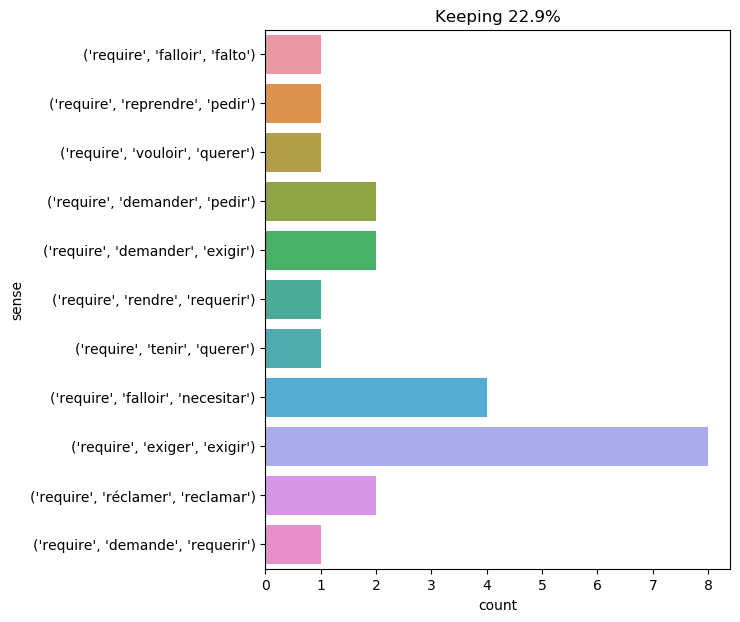 Keeping 22.9%
('require', 'falloir', 'falto')
('require', 'reprendre', 'pedir')
('require', 'vouloir', 'querer')
('require', 'demander', 'pedir')
('require', 'demander', 'exigir')
('require', 'rendre', 'requerir')
('require', 'tenir', 'querer')
('require', 'falloir', 'necesitar')
('require', 'exiger', 'exigir')
('require', 'réclamer', 'reclamar')
('require', 'demande', 'requerir')
sense
0 1 2 3 4 5 6 7 8
count